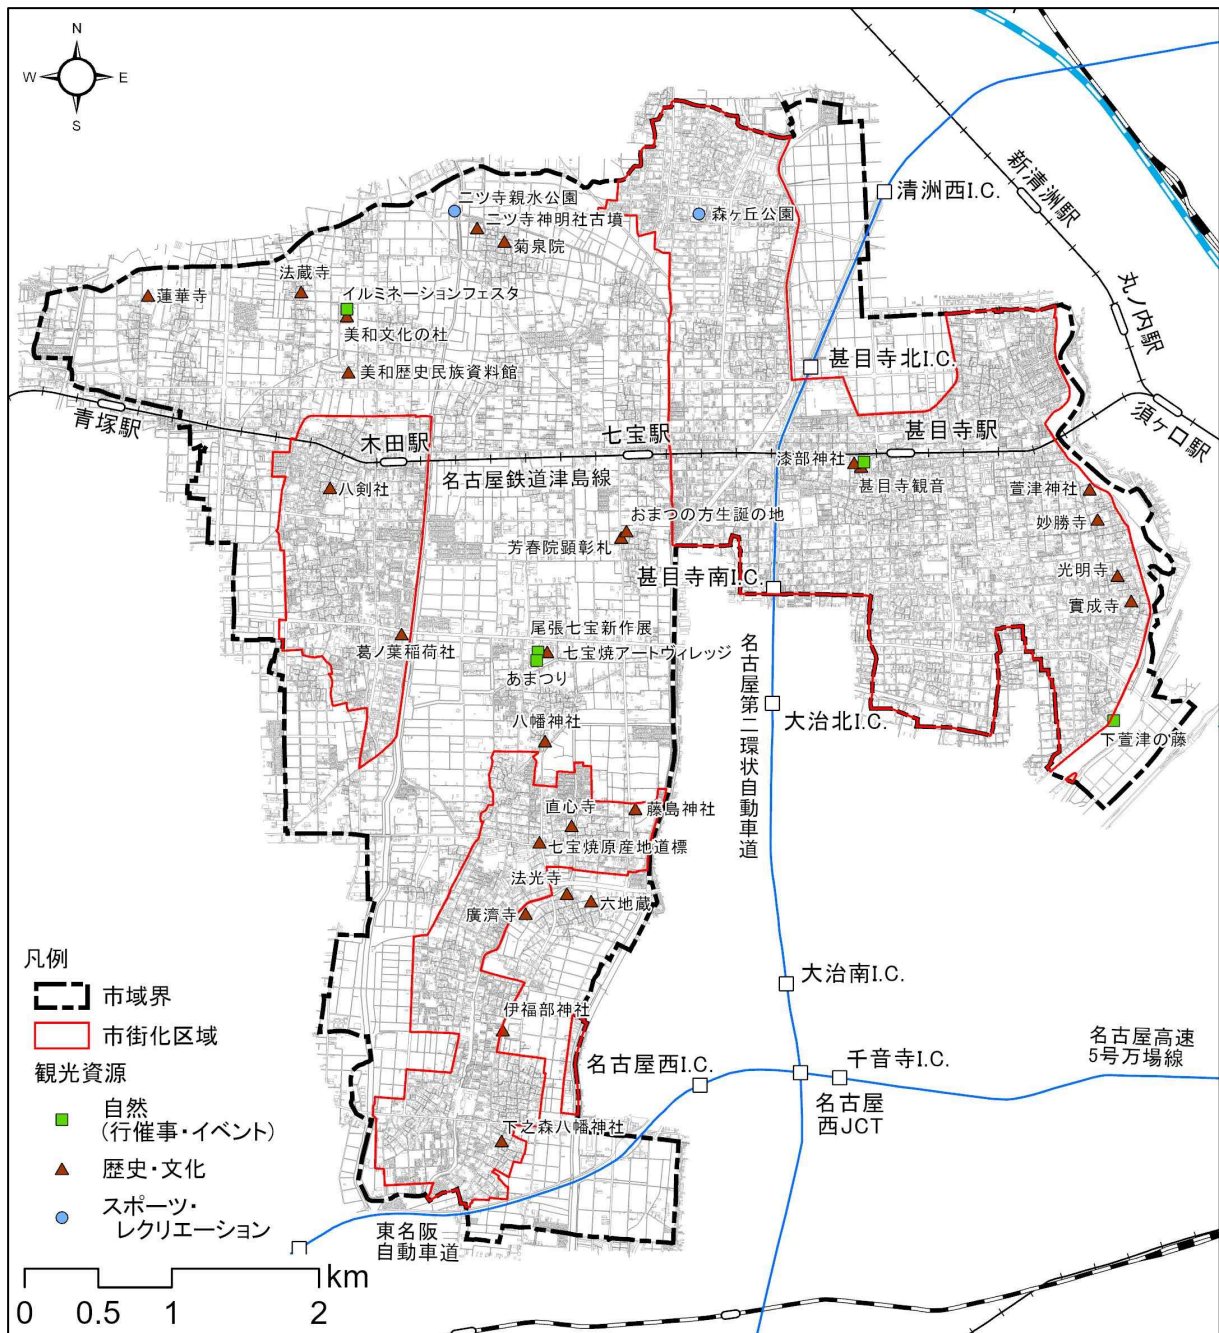 N
W
E
S
新清洲駅
清洲西I.C.
丸ノ内駅
二ツ寺親水公園
二ツ寺神明社古墳
菊泉院
森ヶ丘公園
法蔵寺
蓮華寺
イルミネーションフェスタ
美和文化の杜
美和歴史民族資料館
甚目寺北I.C.
須ヶ口駅
青塚駅
木田駅
七宝駅
甚目寺駅
名古屋鉄道津島線
漆部神社
甚目寺観音
八剣社
萱津神社
おまつの方生誕の地
妙勝寺
芳春院顕彰札
甚目寺南I.C.
光明寺
實成寺
尾張七宝新作展
葛ノ葉稲荷社
七宝焼アートヴィレッジ
あまつり
名古屋第二環状自動車道
大治北I.C.
八幡神社
下萱津の藤
直心寺
藤島神社
七宝焼原産地道標
法光寺
六地蔵
廣濟寺
凡例
市域界
市街化区域
観光資源
自然
(行催事・イベント)
歴史・文化
スポーツ・
レクリエーション
大治南I.C.
伊福部神社
名古屋西I.C.
千音寺I.C.
名古屋高速
5号万場線
名古屋
西JCT
下之森八幡神社
東名阪
自動車道
km
0 0.5 1 2